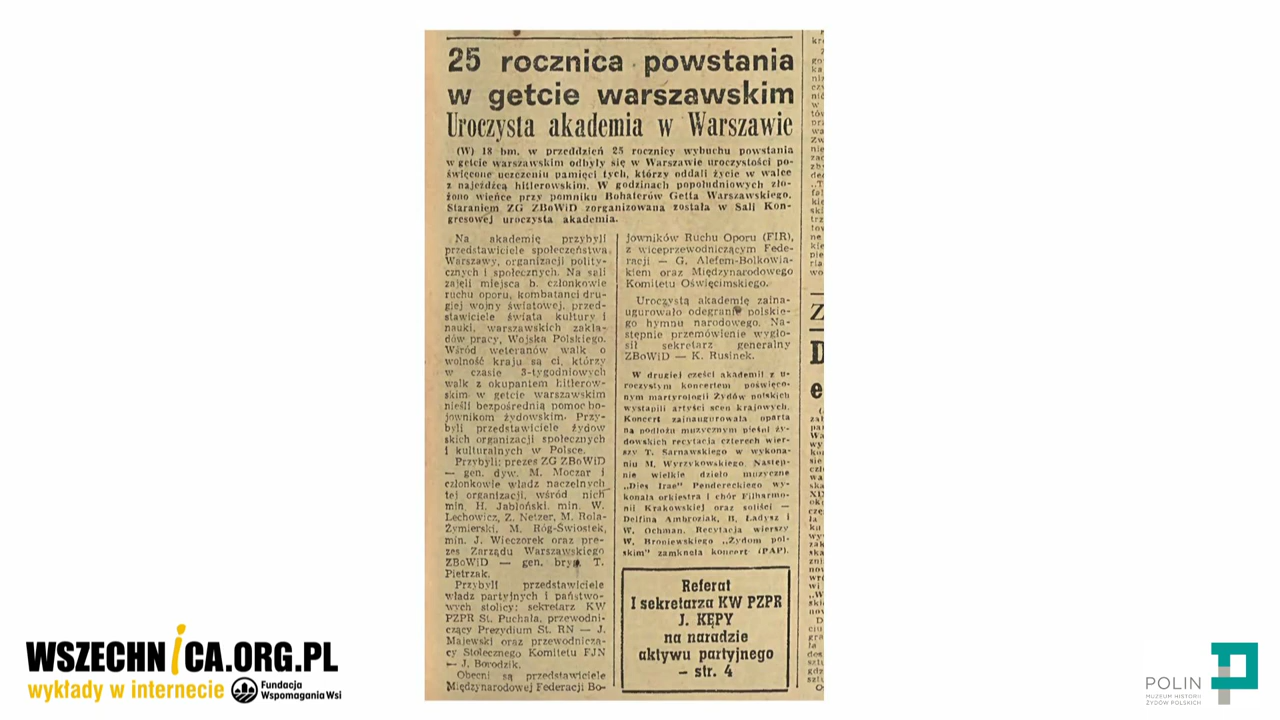 25 rocznica powstania
w getcie warszawskim
Uroczysta akademia w Warszawie
(W) 18 bm. w przeddzień 25 rocznicy wybuchu powstania
w getcie warszawskim odbyły się w Warszawie uroczystości po-
święcone uczczeniu pamięci tych, którzy oddali życie w walce
z najeźdźcą hitlerowskim. W godzinach popołudniowych zło-
żono wieńce przy pomniku Bohaterów Getta Warszawskiego.
Staraniem ZG ZBoWiD zorganizowana została w Sali Kon-
gresowej uroczysta akademia.
Na akademię przybyli
przedstawiciele społeczeństwa
Warszawy, organizacji polity-
cznych i społecznych. Na sali
zajęli miejsca b. członkowie
ruchu oporu, kombatanci dru-
giej wojny światowej, przed-
stawiciele świata kultury i
nauki, warszawskich zakła-
dów pracy, Wojska Polskiego.
Wśród weteranów walk o
wolność kraju są ci, którzy
w czasie 3-tygodniowych
walk z okupantem hitlerow-
skim w getcie warszawskim
nieśli bezpośrednią pomoc bo-
jownikom żydowskim. Przy-
byli przedstawiciele żydow
skich organizacji społecznych
i kulturalnych w Polsce.
Przybyli: prezes ZG ZBoWiD
— gen. dyw. M. Moczar i
członkowie władz naczelnych
tej organizacji, wśród nich
min. H. Jabłoński, min. W.
Lechowicz, Z. Netzer, M. Rola-
Żymierski, M. Róg-Świostek,
min. J. Wieczorek oraz pre-
zes Zarządu Warszawskiego
ZBoWiD — gen. bryg. T.
Pietrzak.
Przybyli przedstawiciele
władz partyjnych i państwo-
wych stolicy: sekretarz KW
PZPR St. Puchała, przewodni-
czący Prezydium St. RN — J.
Majewski oraz przewodniczą-
cy Stołecznego Komitetu FJN
— J. Borodzik.
Obecni są przedstawiciele
Międzynarodowej Federacji Bo-
jowników Ruchu Oporu (FIR),
z wiceprzewodniczącym Fede-
racji — G. Alefem-Bolkowia-
kiem oraz Międzynarodowego
Komitetu Oświęcimskiego.
Uroczystą akademię zaina-
ugurowało odegranie polskie-
go hymnu narodowego. Na-
stępnie przemówienie wygło-
sił sekretarz generalny
ZBoWiD — K. Rusinek.
W drugiej części akademii z u-
roczystym koncertem poświęco-
nym martyrologii Żydów polskich
wystąpili artyści scen krajowych.
Koncert zainaugurowała oparta
na podłożu muzycznym pieśni ży-
dowskich recytacja czterech wier-
szy T. Sarnawskiego w wykona-
niu M. Wyrzykowskiego. Następ-
nie wielkie dzieło muzyczne
„Dies Irae" Pendereckiego wy-
konała orkiestra i chór Filharmo-
nii Krakowskiej oraz soliści —
Delfina Ambroziak, B. Ładysz i
W. Ochman. Recytacja wierszy
W. Broniewskiego „Żydom pol-
skim" zamknęła koncert (PAP).
Referat
I sekretarza KW PZPR
J. KĘPY
na naradzie
aktywu partyjnego
– str. 4
WSZECHNICA.ORG.PL
wykłady w internecie
Fundacja
Wspomagania Wsi
POLIN
MUZEUM HISTORII
ŻYDÓW POLSKICH